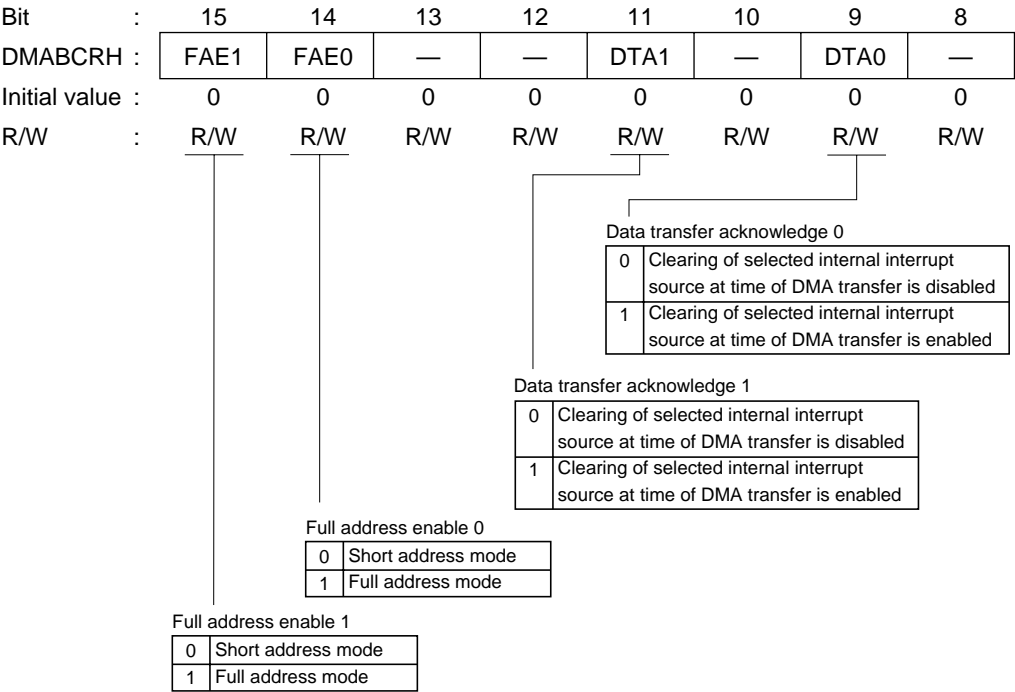 Bit : 15 14 13 12 11 10 9 8
DMABCRH : FAE1 FAE0 — — DTA1 — DTA0 —
Initial value : 0 0 0 0 0 0 0 0
R/W : R/W R/W R/W R/W R/W R/W R/W R/W
Data transfer acknowledge 0
0 Clearing of selected internal interrupt
source at time of DMA transfer is disabled
1 Clearing of selected internal interrupt
source at time of DMA transfer is enabled
Data transfer acknowledge 1
0 Clearing of selected internal interrupt
source at time of DMA transfer is disabled
1 Clearing of selected internal interrupt
source at time of DMA transfer is enabled
Full address enable 0
0 Short address mode
1 Full address mode
Full address enable 1
0 Short address mode
1 Full address mode